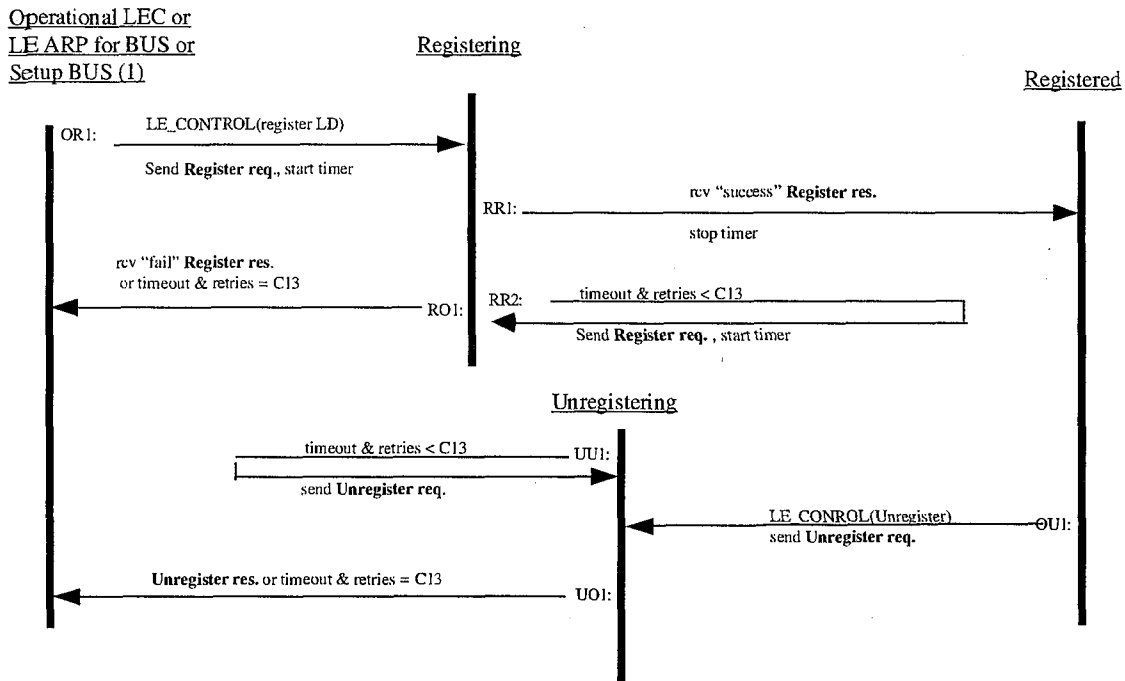 Operational LEC or
LE ARP for BUS or
Setup BUS (1)
Registering
Registered
OR1:
LE_CONTROL(register LD)
Send Register req., start timer
RR1:
rcv “success” Register res.
stop timer
rcv “fail” Register res.
or timeout & retries = C13
RO1:
RR2:
timeout & retries < C13
Send Register req. , start timer
Unregistering
timeout & retries < C13
UU1:
send Unregister req.
LE_CONROL(Unregister)
OU1:
send Unregister req.
Unregister res. or timeout & retries = C13
UO1: